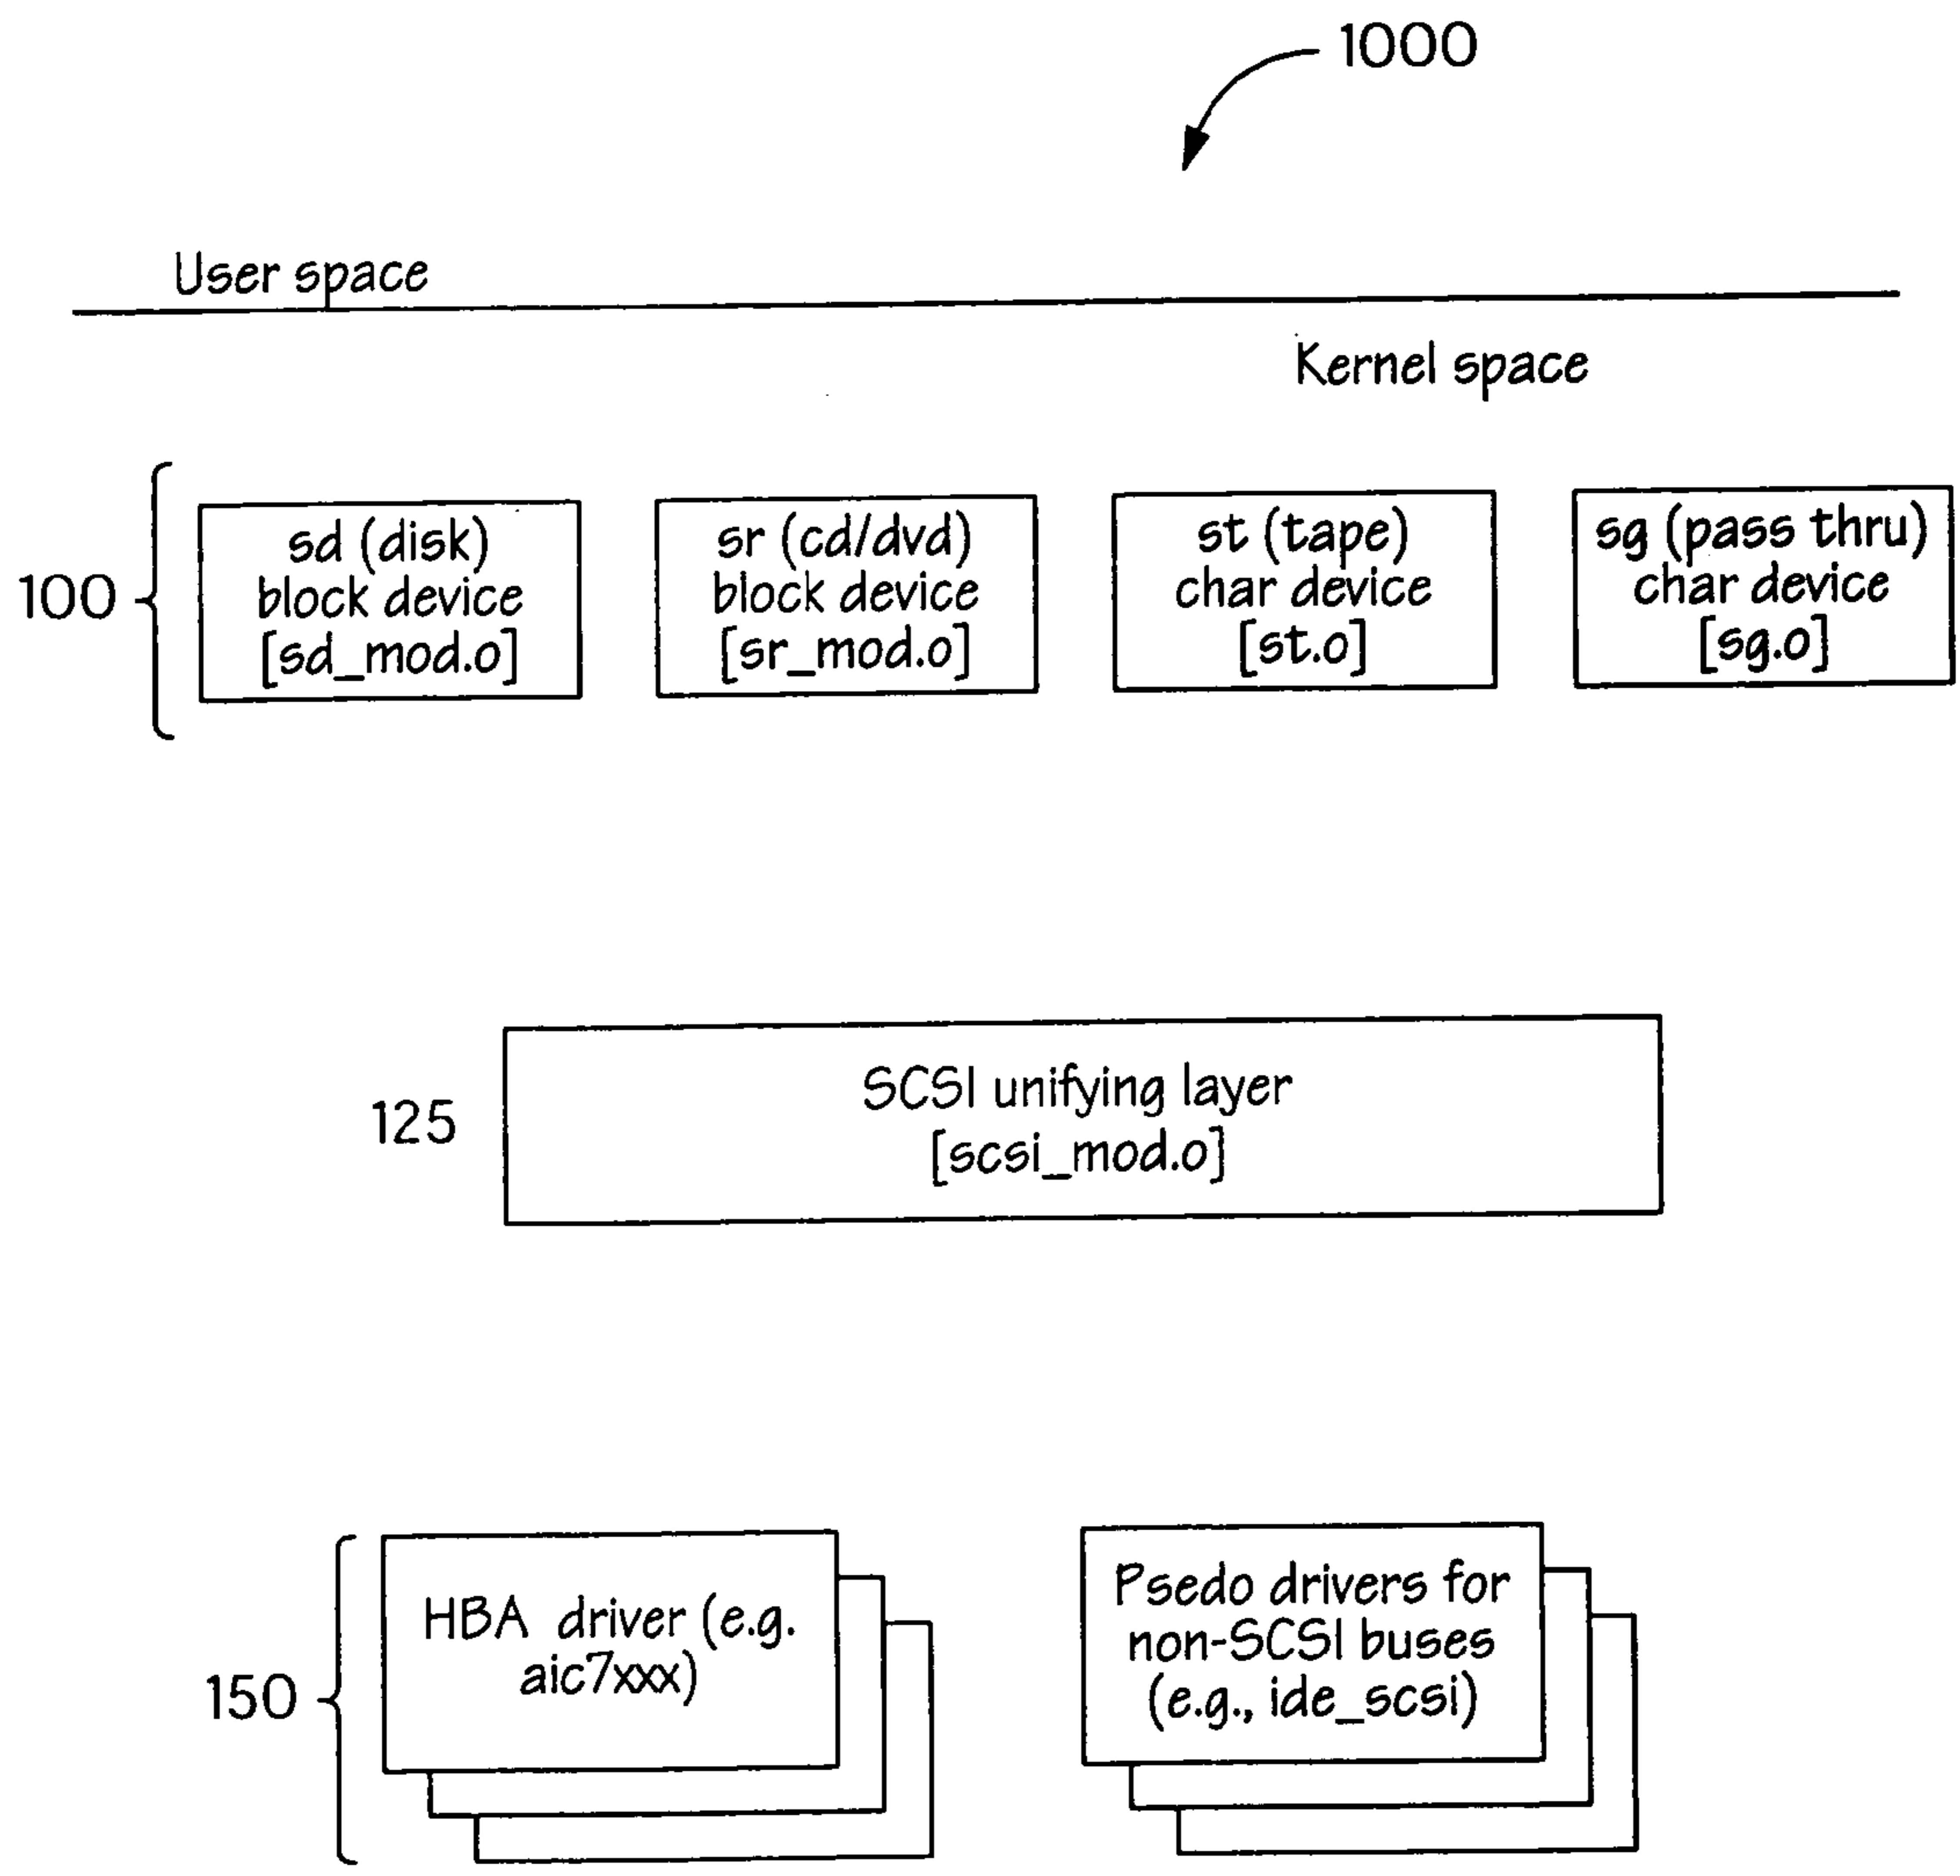 1000
User space
Kernel space
100
sd (disk)
block device
[sd_mod.o]
sr (cd/dvd)
block device
[sr_mod.o]
st (tape)
char device
[st.o]
sg (pass thru)
char device
[sg.o]
125
SCSI unifying layer
[scsi_mod.o]
150
HBA driver (e.g.
aic7xxx)
Psedo drivers for
non-SCSI buses
(e.g., ide_scsi)